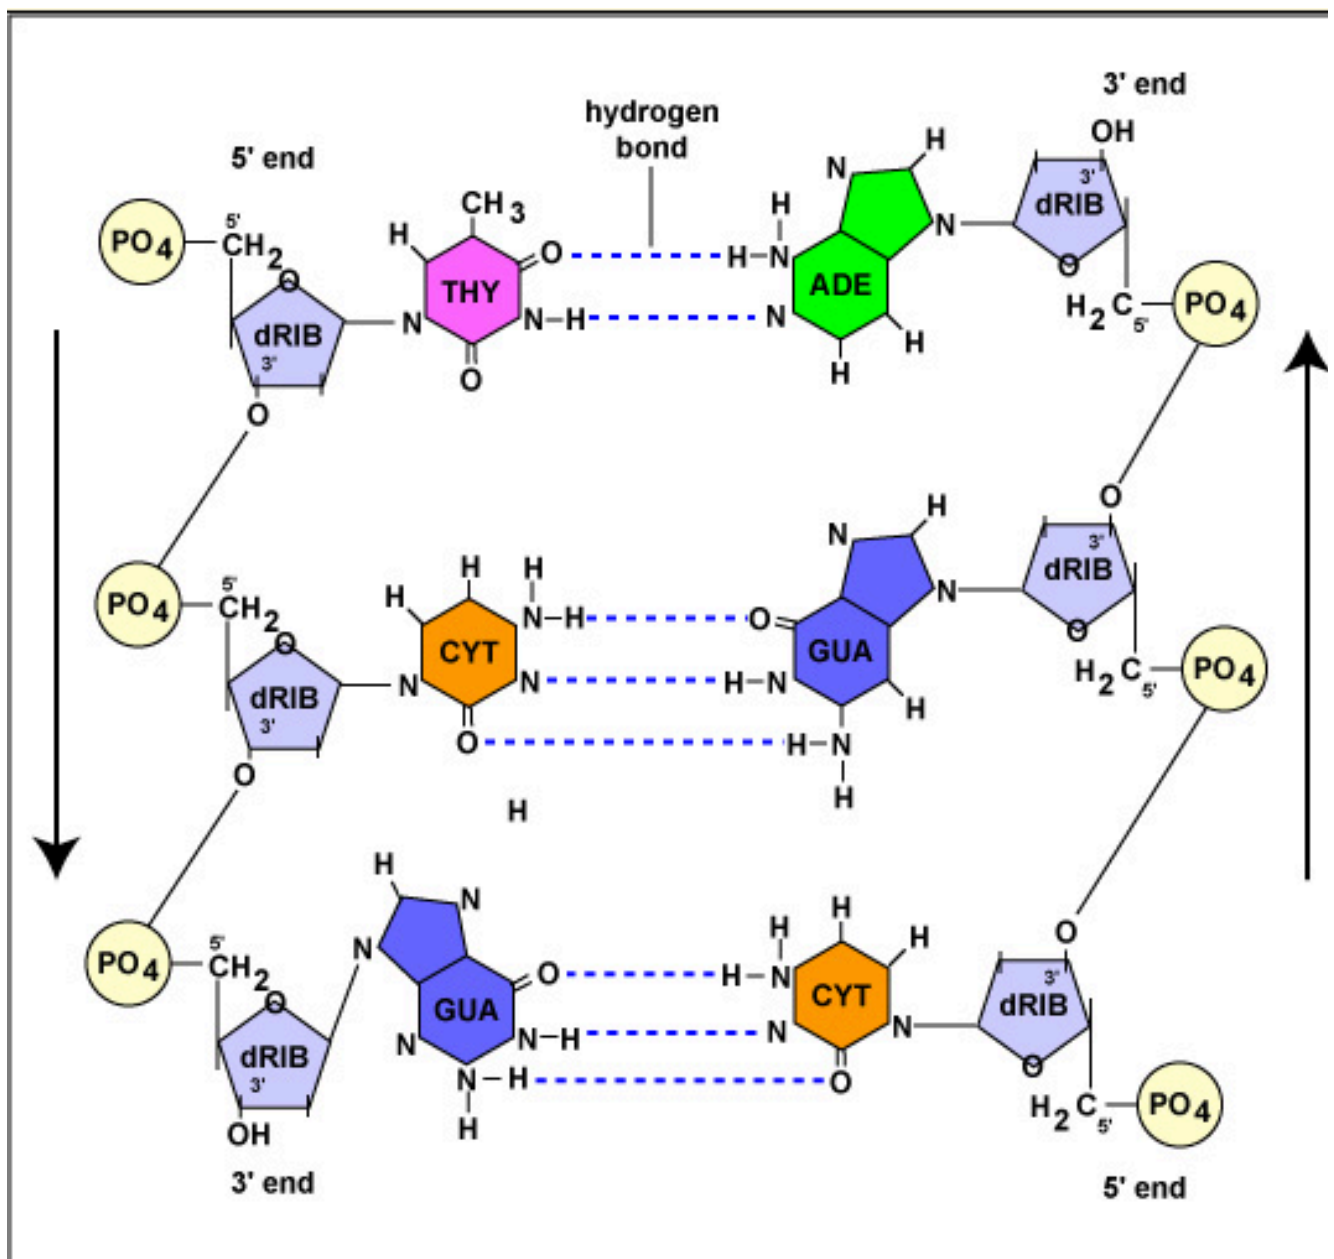 3' end
hydrogen
bond
OH
5' end
H
N
3'
dRIB
CH3
H
PO4
5'
CH2
H
O
H–N
N
O
THY
ADE
O
H2C
5'
PO4
dRIB
N
N–H
N
3'
H
O
H
O
O
N
H
3'
PO4
5'
CH2
H
H
H
dRIB
O
CYT
N–H
O
GUA
N
O
dRIB
N
N
H–N
H2C
5'
PO4
3'
O
H–N
H
O
H
H
H
N
H
H
H
O
PO4
5'
CH2
N
O
H–N
CYT
3'
dRIB
O
GUA
N
N–H
N
N
dRIB
3'
N–H
O
O
OH
H
H2C
5'
PO4
3' end
5' end